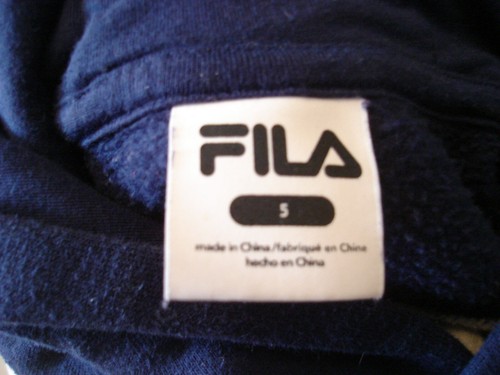 FILA
5
made in China/fabriqué en Chine
hecho en China